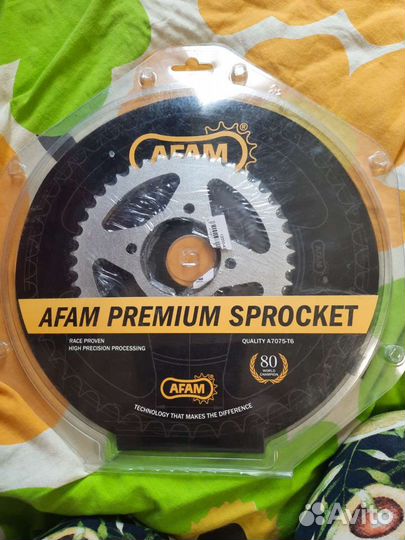 AFAM
AFAM
AFAM PREMIUM SPROCKET
RACE PROVEN
HIGH PRECISION PROCESSING
QUALITY A7075-T6
80
WORLD
CHAMPION
AFAM
TECHNOLOGY THAT MAKES THE DIFFERENCE
Avito